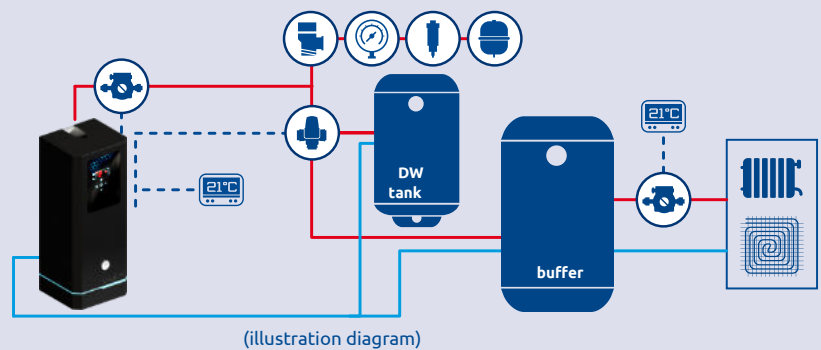 21°C
DW
tank
21°C
buffer
(illustration diagram)